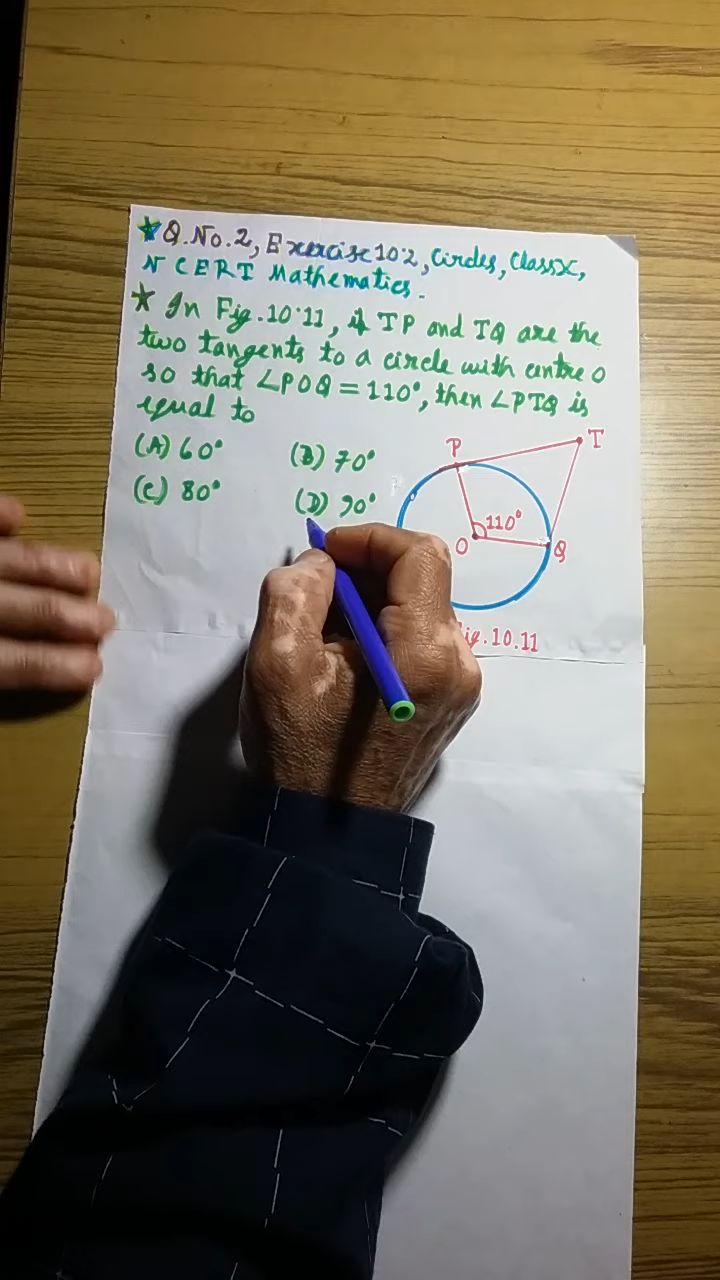 ★ Q.No.2, Exercise 10.2, Circles, Class X,
NCERT Mathematics.
★ In Fig. 10.11, if TP and TQ are the
two tangents to a circle with centre O
so that ∠POQ = 110°, then ∠PTQ is
equal to
(A) 60° (B) 70°
(C) 80° (D) 90°
P
T
110°
O
Q
Fig. 10.11